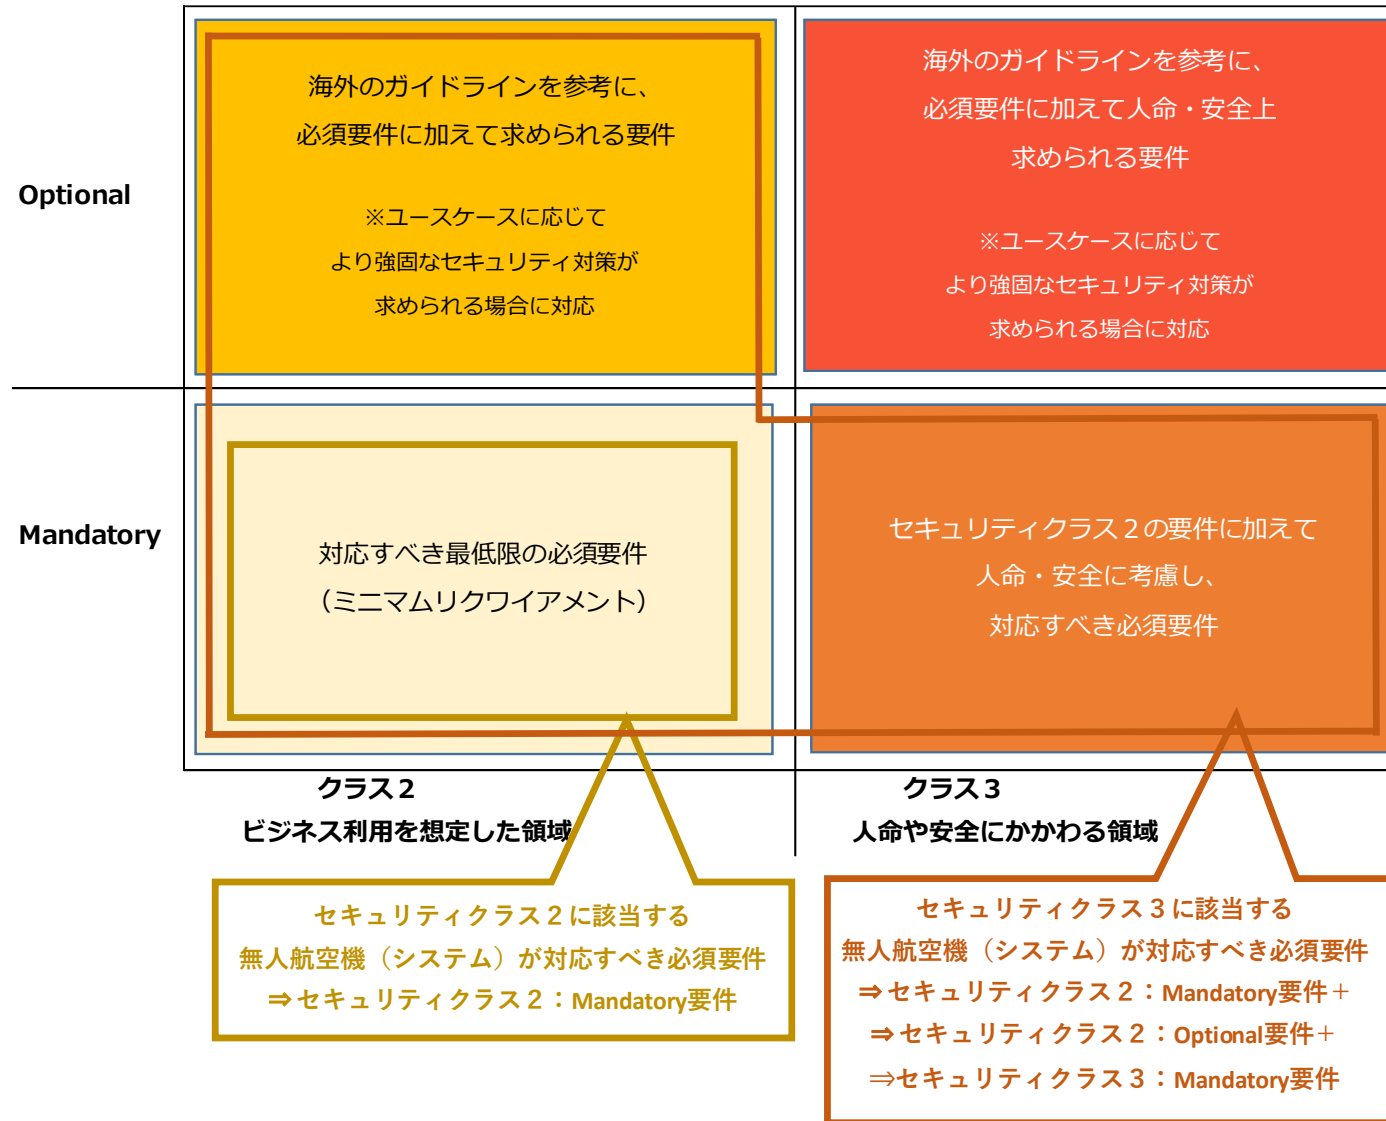 海外のガイドラインを参考に、
必須要件に加えて求められる要件
※ユースケースに応じて
より強固なセキュリティ対策が
求められる場合に対応
海外のガイドラインを参考に、
必須要件に加えて人命・安全上
求められる要件
※ユースケースに応じて
より強固なセキュリティ対策が
求められる場合に対応
Optional
Mandatory
対応すべき最低限の必須要件
（ミニマムリクワイアメント）
セキュリティクラス２の要件に加えて
人命・安全に考慮し、
対応すべき必須要件
クラス２
ビジネス利用を想定した領域
クラス３
人命や安全にかかわる領域
セキュリティクラス２に該当する
無人航空機（システム）が対応すべき必須要件
⇒セキュリティクラス２：Mandatory要件
セキュリティクラス３に該当する
無人航空機（システム）が対応すべき必須要件
⇒セキュリティクラス２：Mandatory要件＋
⇒セキュリティクラス２：Optional要件＋
⇒セキュリティクラス３：Mandatory要件